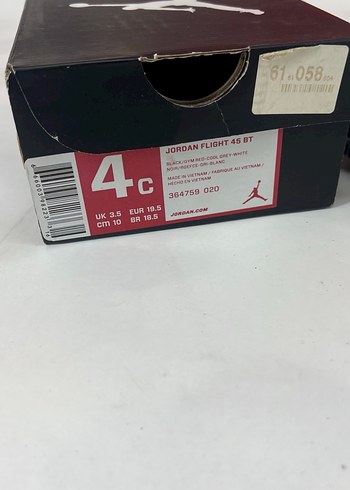 61 01 058
JORDAN FLIGHT 45 BT
BLACK/GYM RED-COOL GREY-WHITE
MADE IN VIETNAM / FABRIQUE AU VIETNAM /
HECHO EN VIETNAM
364759 020
4C
UK 3.5 EUR 19.5
CM 10 BR 18.5
JORDAN.COM